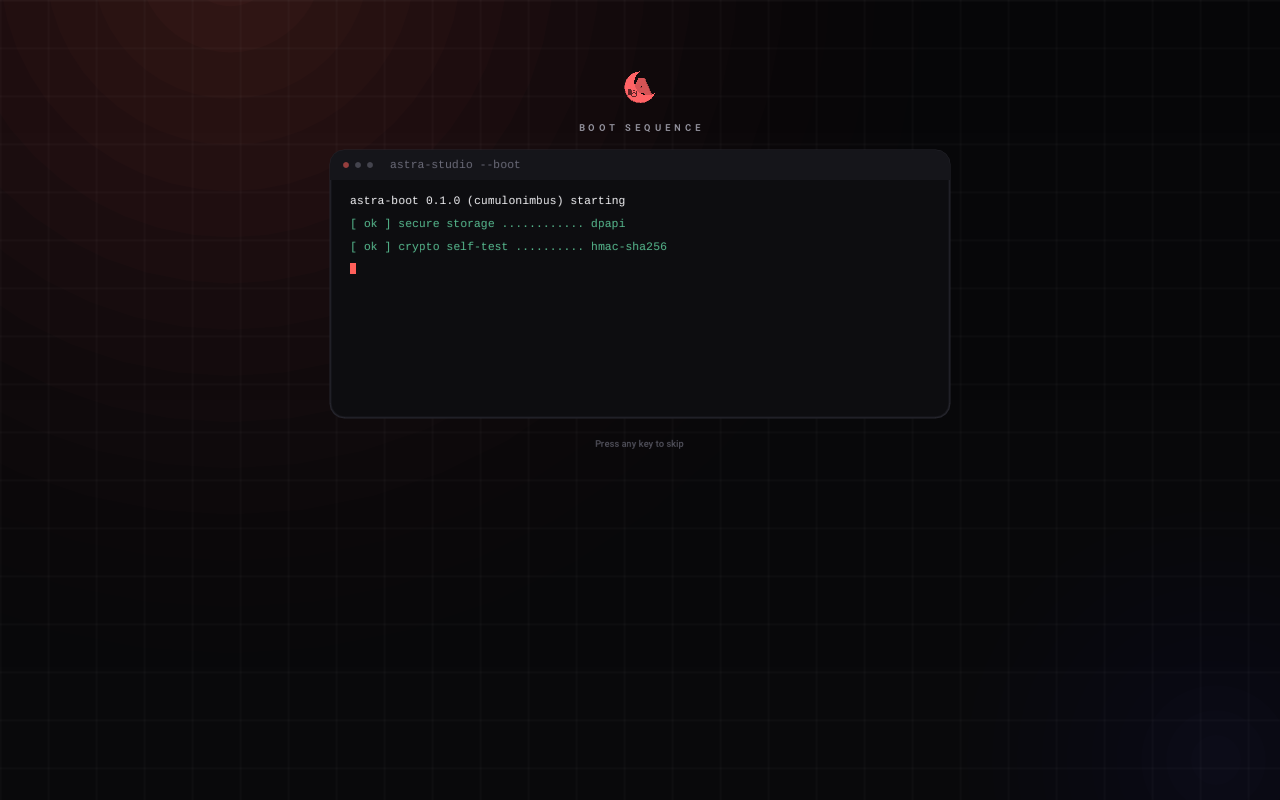 BOOT SEQUENCE
astra-studio --boot
astra-boot 0.1.0 (cumulonimbus) starting
[ ok ] secure storage ............ dpapi
[ ok ] crypto self-test .......... hmac-sha256
Press any key to skip